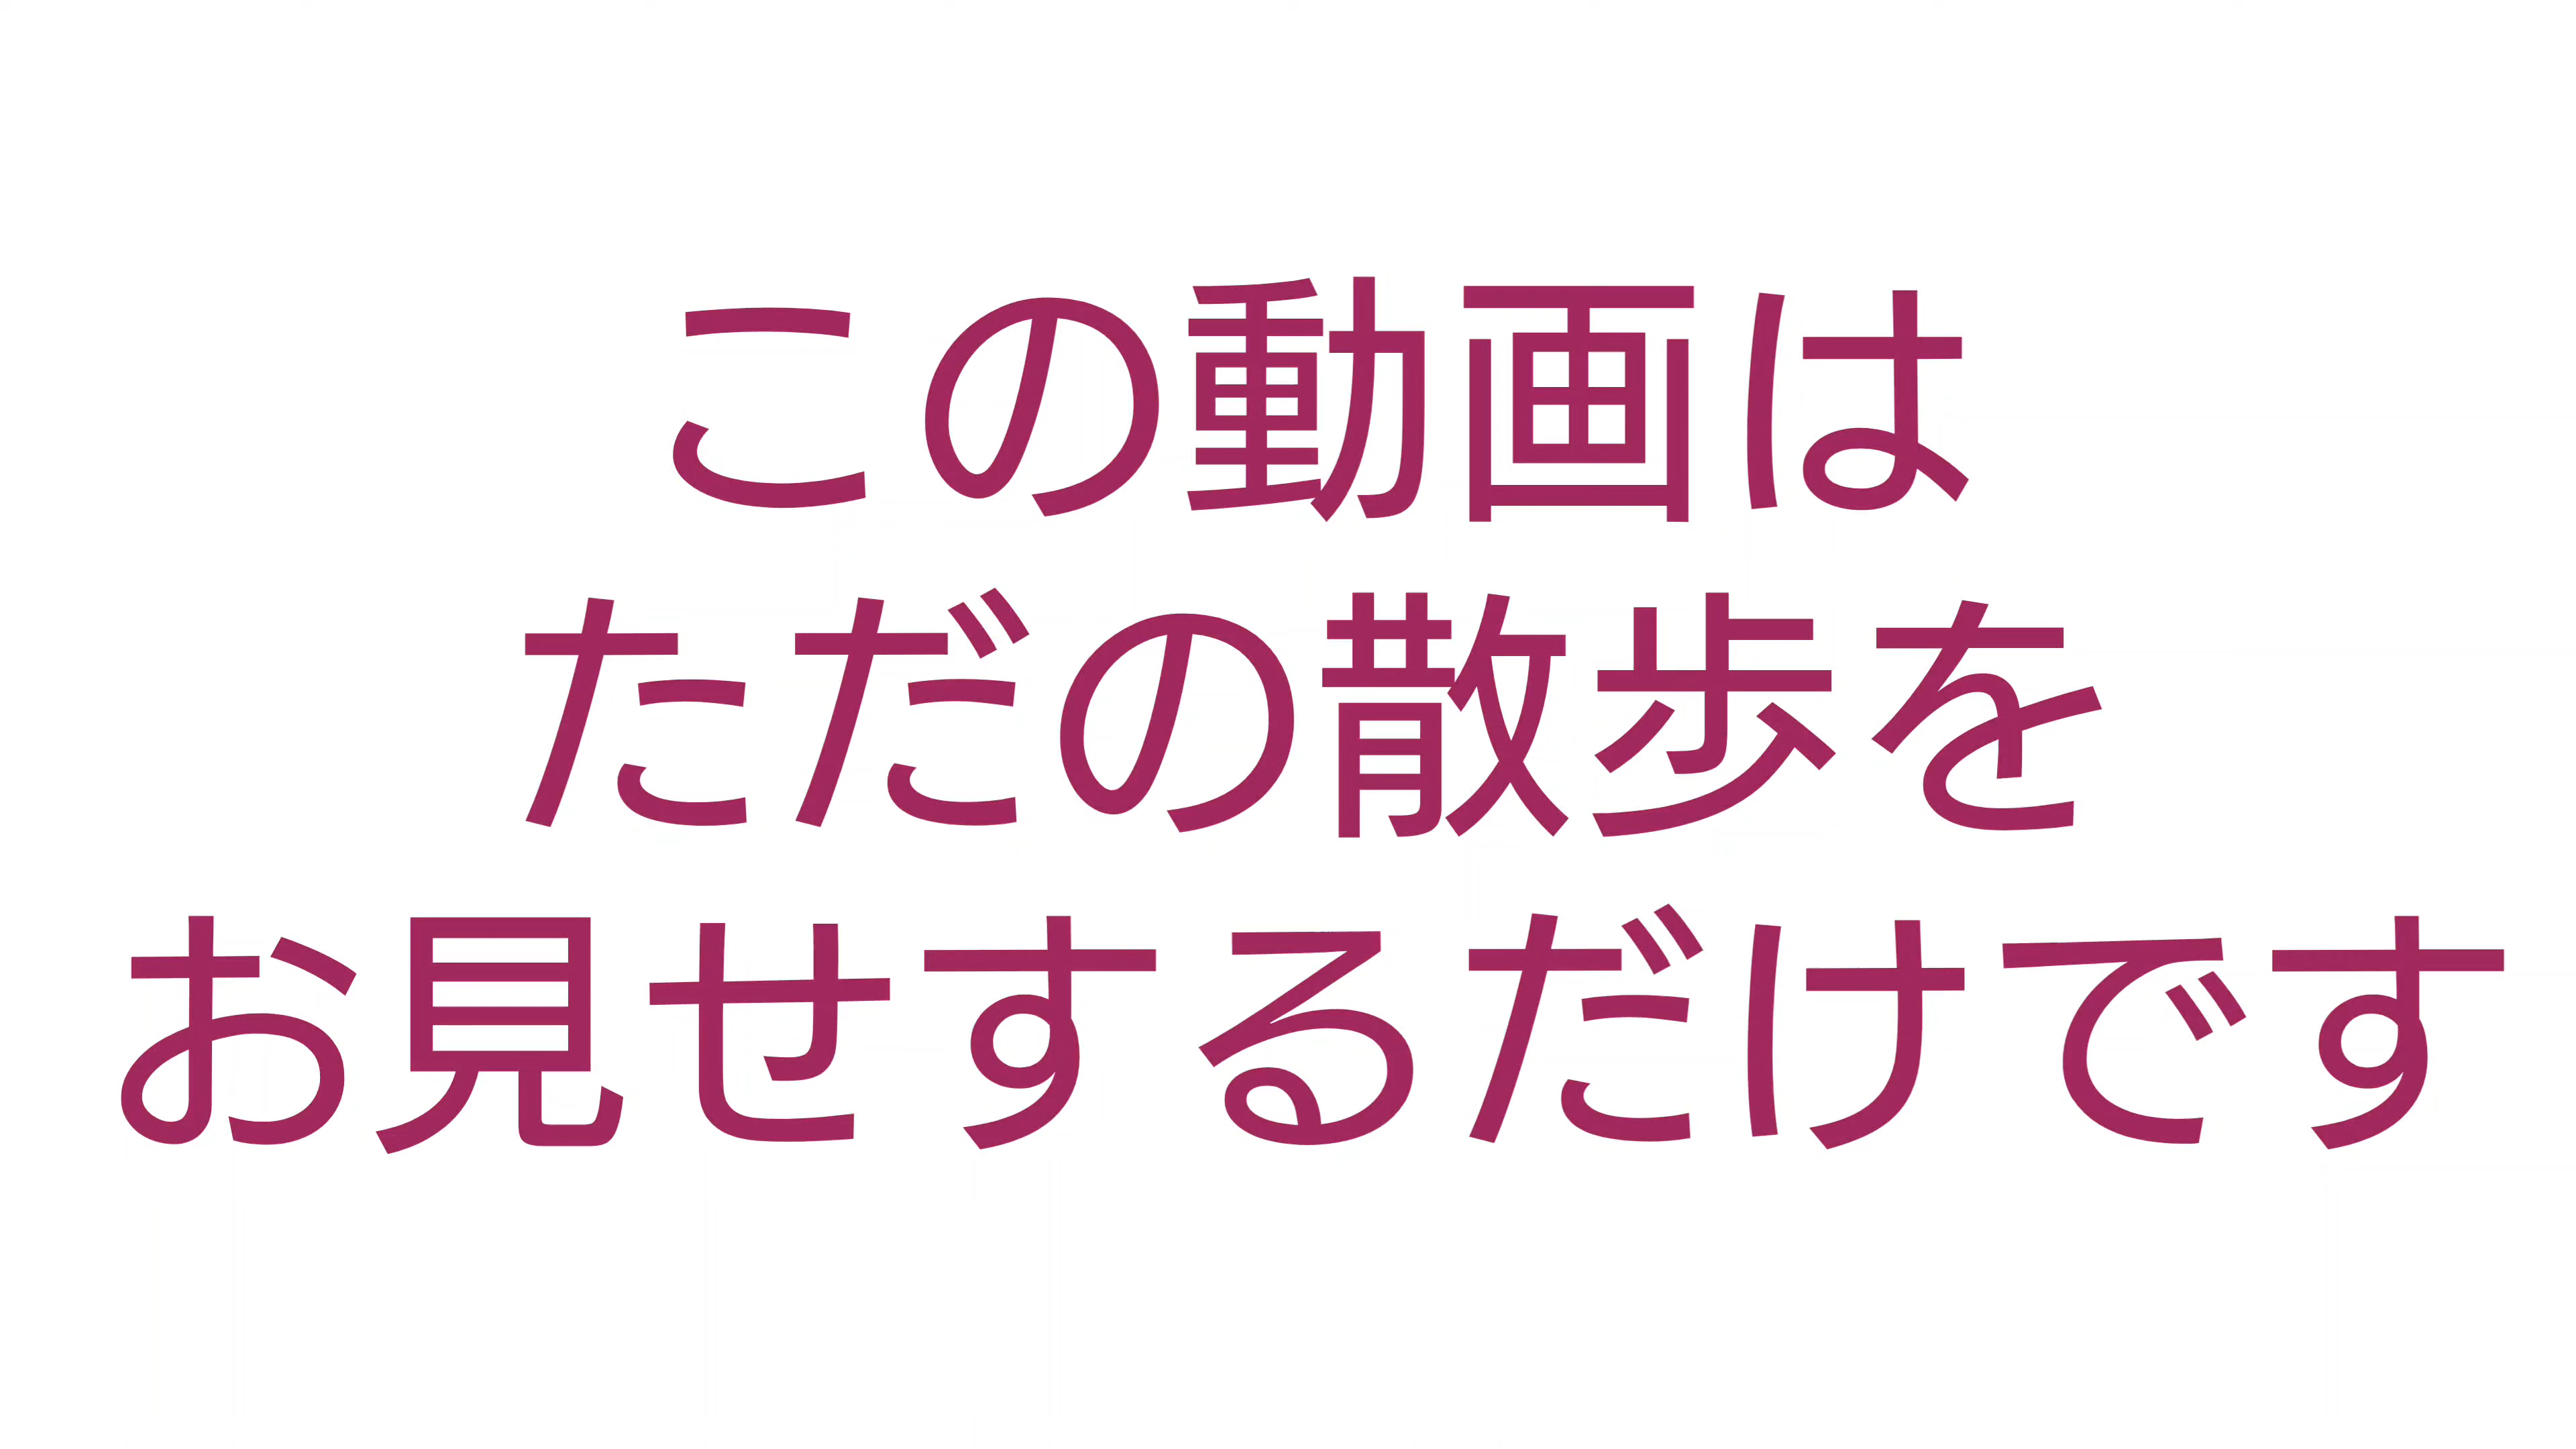 この動画は
ただの散歩を
お見せするだけです